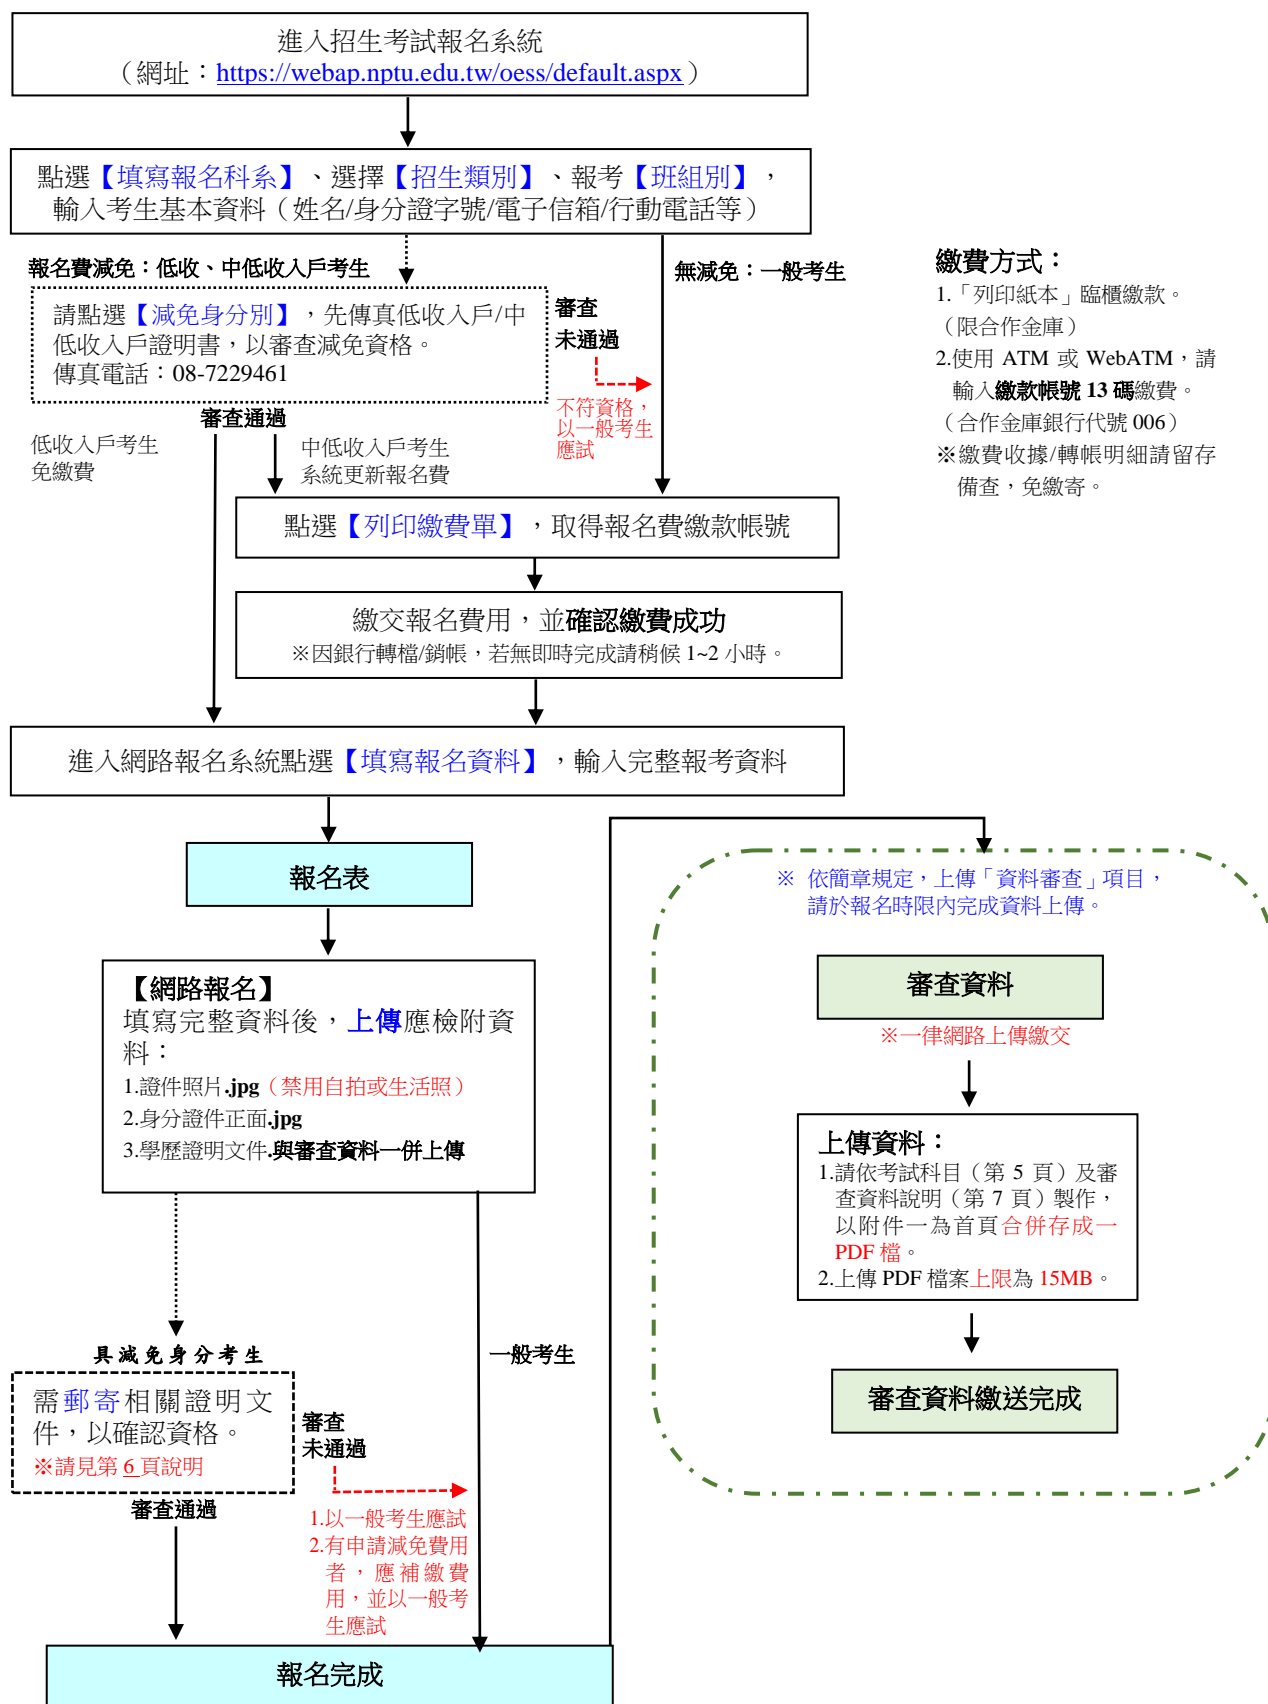 進入招生考試報名系統
（網址：https://webap.nptu.edu.tw/oess/default.aspx）
點選【填寫報名科系】、選擇【招生類別】、報考【班組別】，
輸入考生基本資料（姓名/身分證字號/電子信箱/行動電話等）
報名費減免：低收、中低收入戶考生
無減免：一般考生
請點選【減免身分別】，先傳真低收入戶/中
低收入戶證明書，以審查減免資格。
傳真電話：08-7229461
審查
未通過
不符資格，
以一般考生
應試
審查通過
低收入戶考生
免繳費
中低收入戶考生
系統更新報名費
繳費方式：
1.「列印紙本」臨櫃繳款。
（限合作金庫）
2.使用 ATM 或 WebATM，請
輸入繳款帳號 13 碼繳費。
（合作金庫銀行代號 006）
※繳費收據/轉帳明細請留存
備查，免繳寄。
點選【列印繳費單】，取得報名費繳款帳號
繳交報名費用，並確認繳費成功
※因銀行轉檔/銷帳，若無即時完成請稍候 1~2 小時。
進入網路報名系統點選【填寫報名資料】，輸入完整報考資料
報名表
【網路報名】
填寫完整資料後，上傳應檢附資
料：
1.證件照片.jpg（禁用自拍或生活照）
2.身分證件正面.jpg
3.學歷證明文件.與審查資料一併上傳
具減免身分考生
一般考生
需郵寄相關證明文
件，以確認資格。
※請見第 6 頁說明
審查
未通過
審查通過
1.以一般考生應試
2.有申請減免費用
者，應補繳費
用，並以一般考
生應試
報名完成
※ 依簡章規定，上傳「資料審查」項目，
請於報名時限內完成資料上傳。
審查資料
※一律網路上傳繳交
上傳資料：
1.請依考試科目（第 5 頁）及審
查資料說明（第 7 頁）製作，
以附件一為首頁合併存成一
PDF 檔。
2.上傳 PDF 檔案上限為 15MB。
審查資料繳送完成